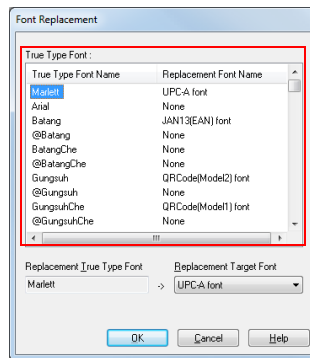 Font Replacement
True Type Font :
True Type Font Name Replacement Font Name
Marlett UPC-A font
Arial None
Batang JAN13(EAN) font
@Batang None
BatangChe None
@BatangChe None
Gungsuh QRCode(Model2) font
@Gungsuh None
GungsuhChe QRCode(Model1) font
@GungsuhChe None
Replacement True Type Font Replacement Target Font
Marlett -> UPC-A font
OK Cancel Help